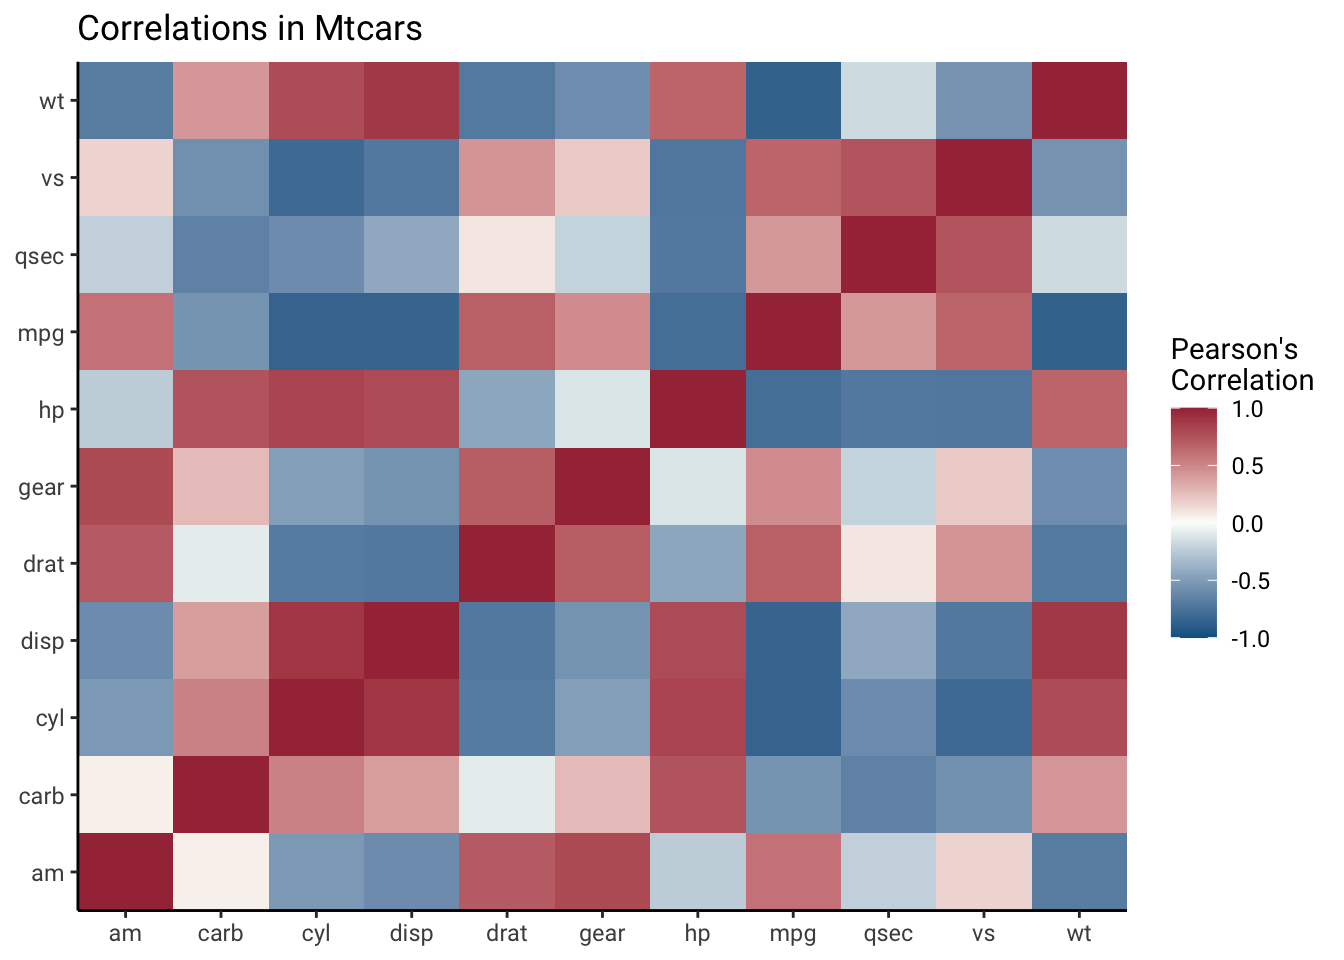 Correlations in Mtcars
wt
vs
qsec
mpg
hp
gear
drat
disp
cyl
carb
am
am carb cyl disp drat gear hp mpg qsec vs wt
Pearson's
Correlation
1.0
0.5
0.0
-0.5
-1.0